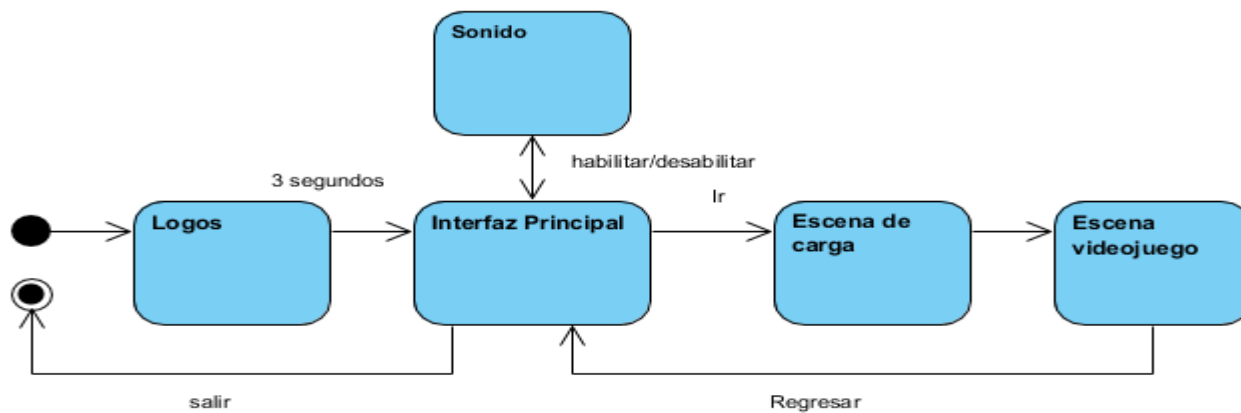 Sonido
habilitar/desabilitar
3 segundos
Ir
Logos
Interfaz Principal
Escena de
carga
Escena
videojuego
salir
Regresar